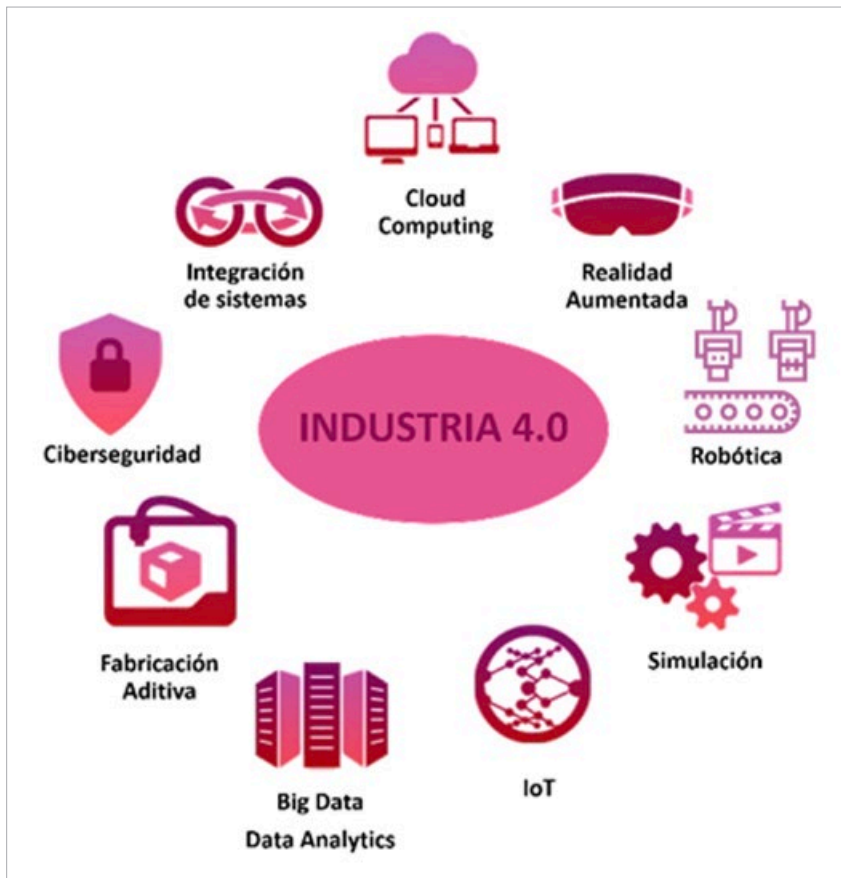 Cloud
Computing
Integración
de sistemas
Realidad
Aumentada
Ciberseguridad
INDUSTRIA 4.0
Robótica
Fabricación
Aditiva
Simulación
Big Data
Data Analytics
IoT